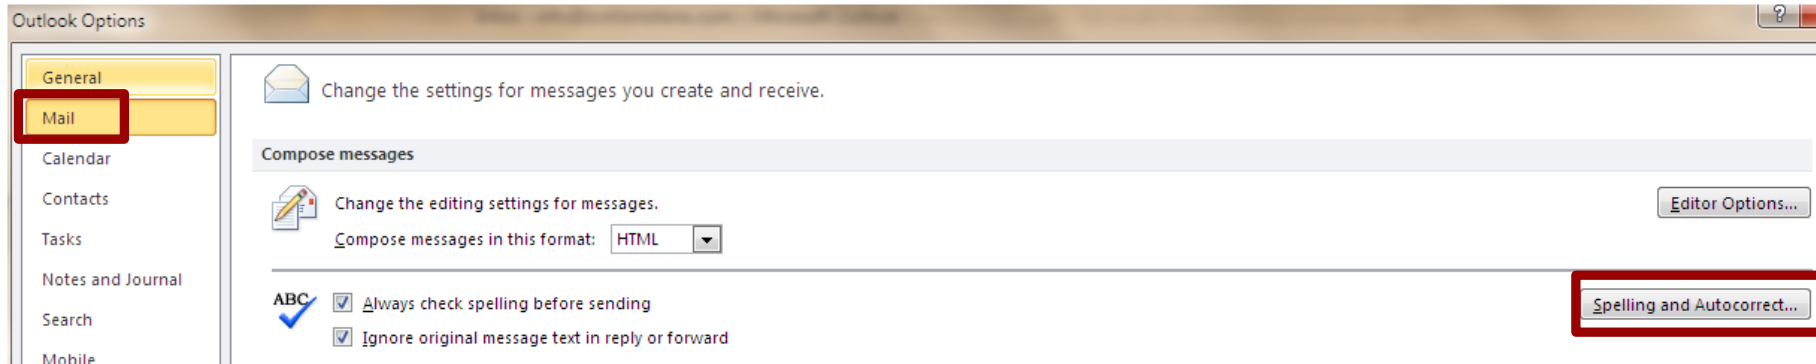 Outlook Options
?
General
Mail
Calendar
Contacts
Tasks
Notes and Journal
Search
Mobile
Change the settings for messages you create and receive.
Compose messages
Change the editing settings for messages.
Editor Options...
Compose messages in this format: HTML
ABC
Always check spelling before sending
Spelling and Autocorrect...
Ignore original message text in reply or forward